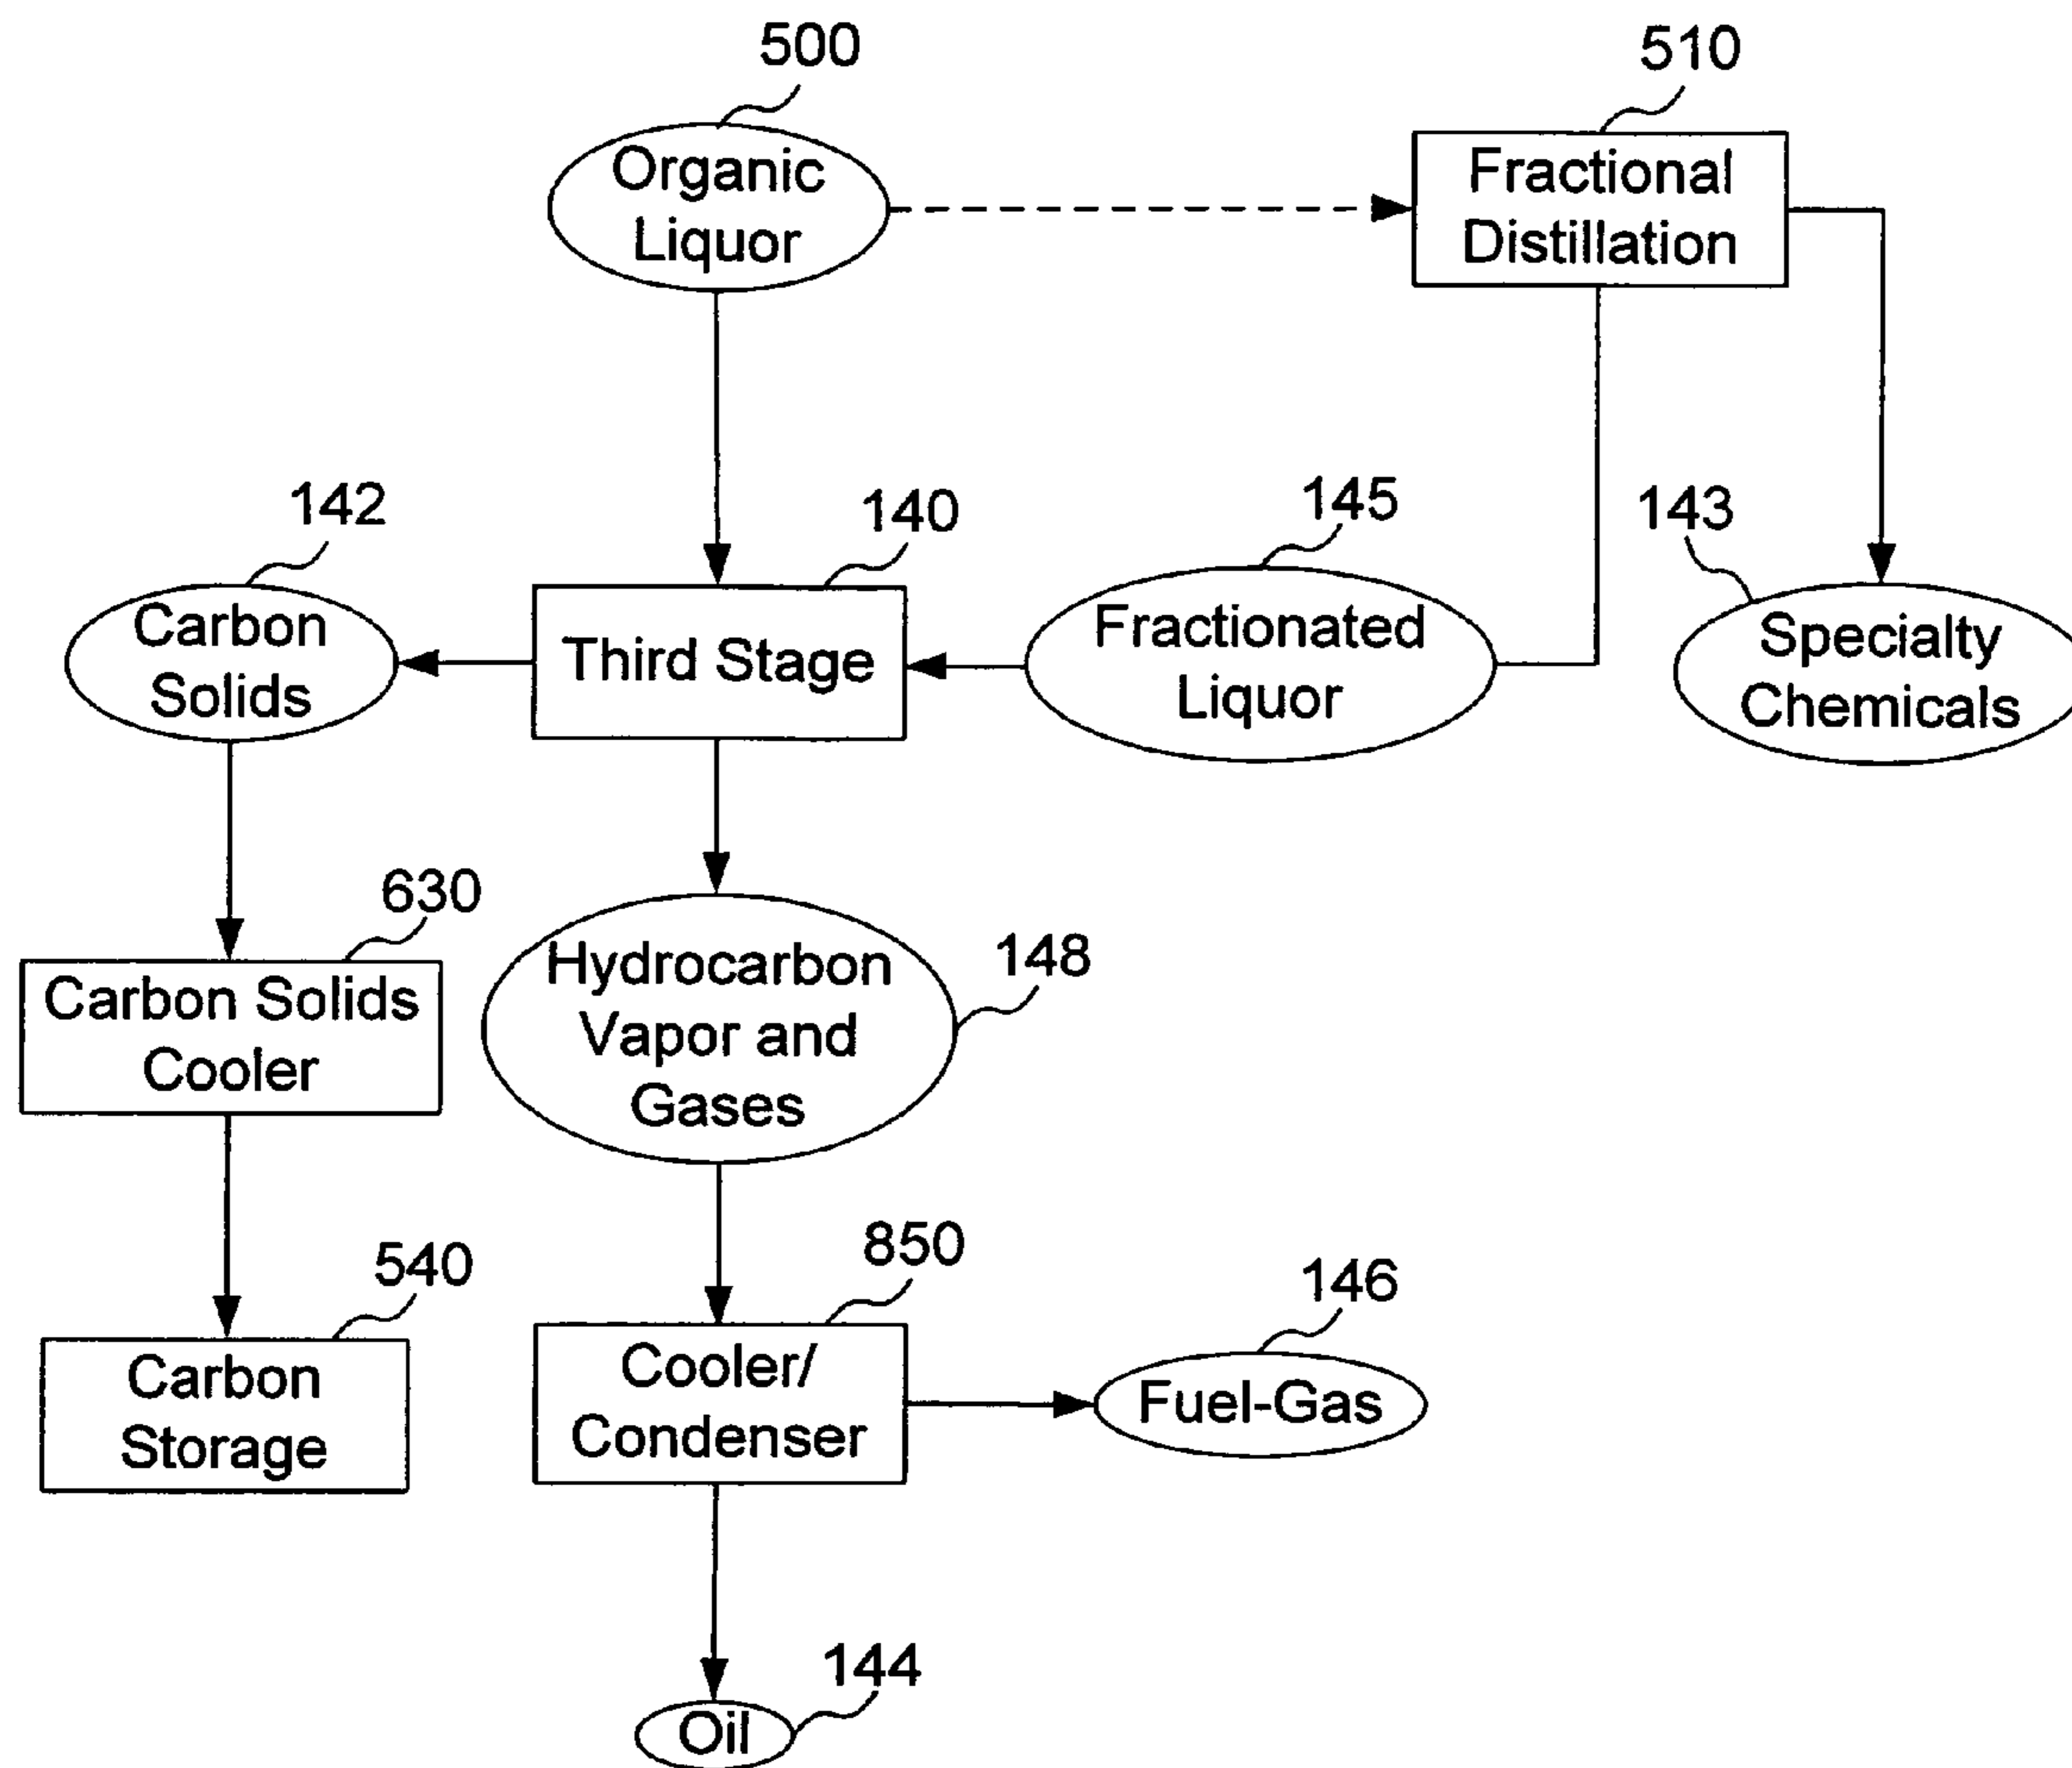 500
510
Organic
Liquor
Fractional
Distillation
142
140
145
143
Carbon
Solids
Third Stage
Fractionated
Liquor
Specialty
Chemicals
630
148
Carbon Solids
Cooler
Hydrocarbon
Vapor and
Gases
540
850
146
Carbon
Storage
Cooler/
Condenser
Fuel-Gas
144
Oil